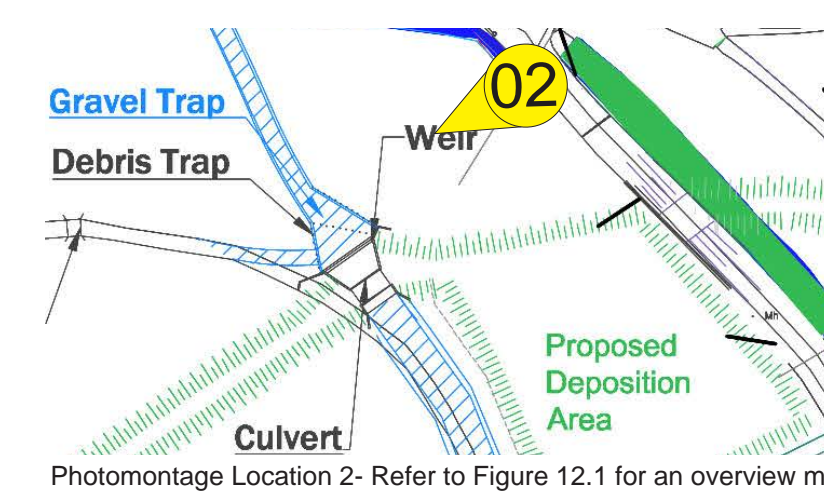 02
Gravel Trap
Weir
Debris Trap
Mh
Proposed
Deposition
Area
Culvert
Photomontage Location 2- Refer to Figure 12.1 for an overview m